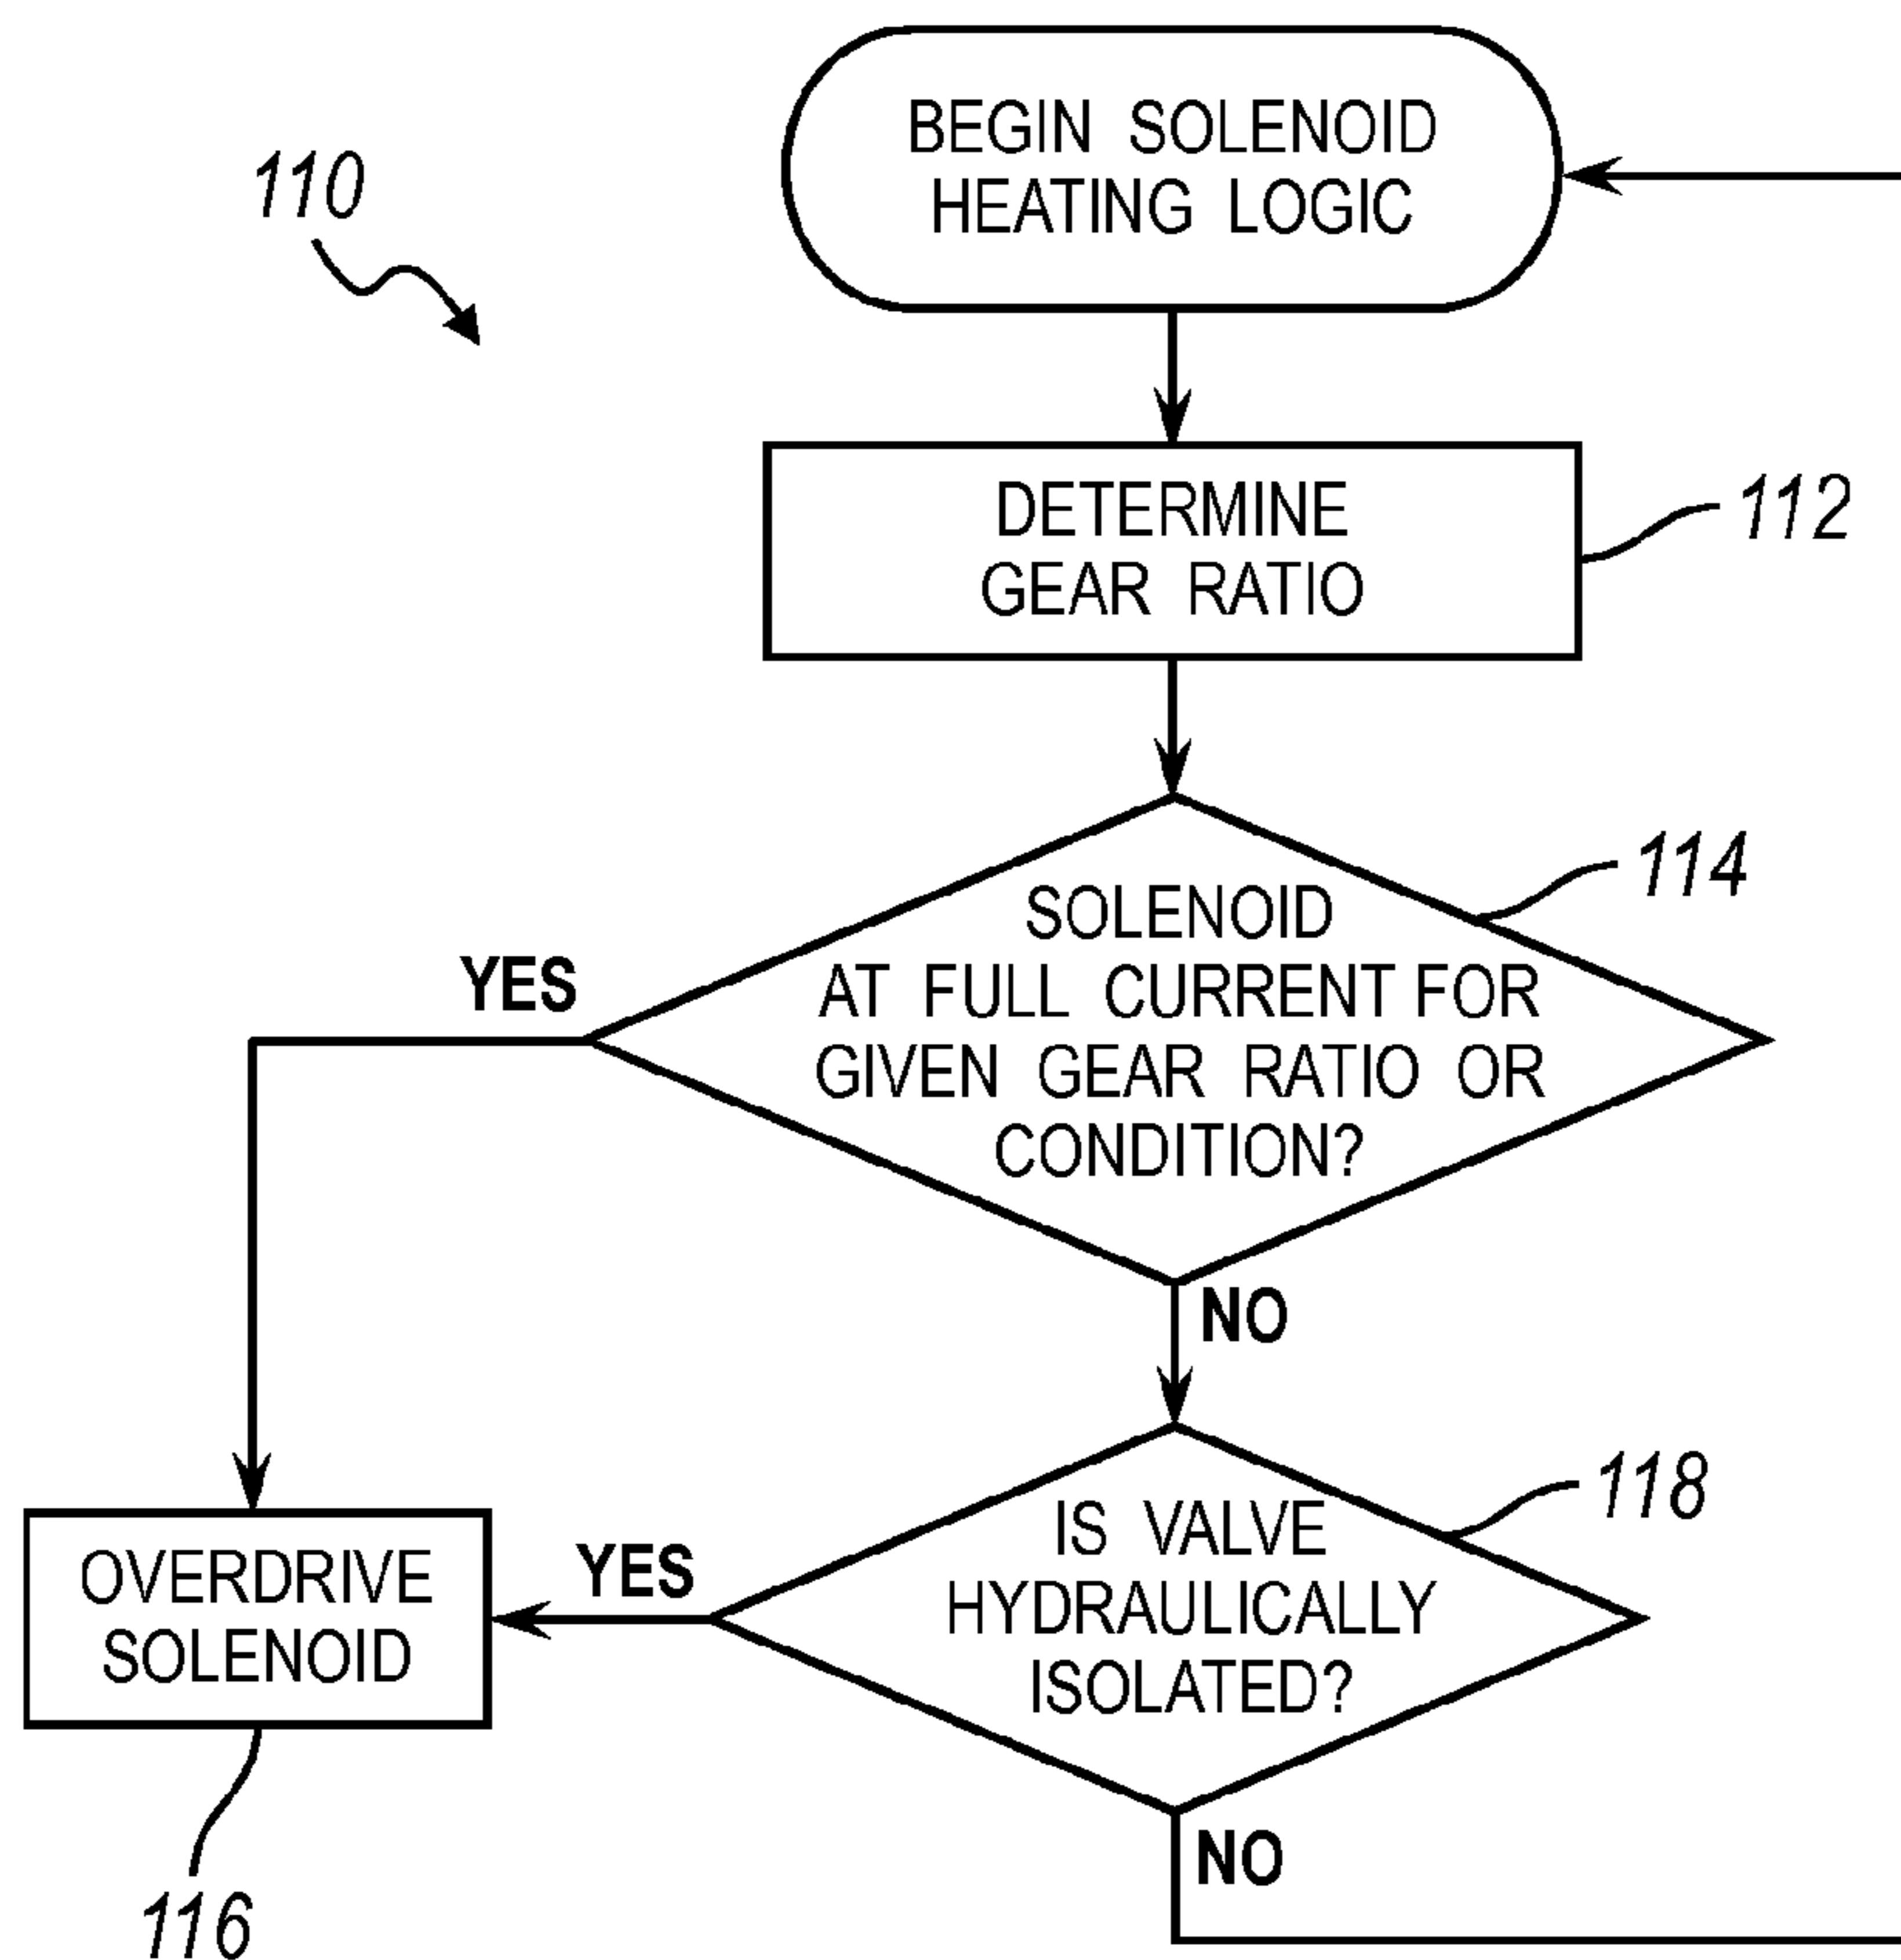 110
BEGIN SOLENOID
HEATING LOGIC
DETERMINE
GEAR RATIO
112
114
SOLENOID
AT FULL CURRENT FOR
GIVEN GEAR RATIO OR
CONDITION?
YES
NO
118
IS VALVE
HYDRAULICALLY
ISOLATED?
YES
OVERDRIVE
SOLENOID
NO
116